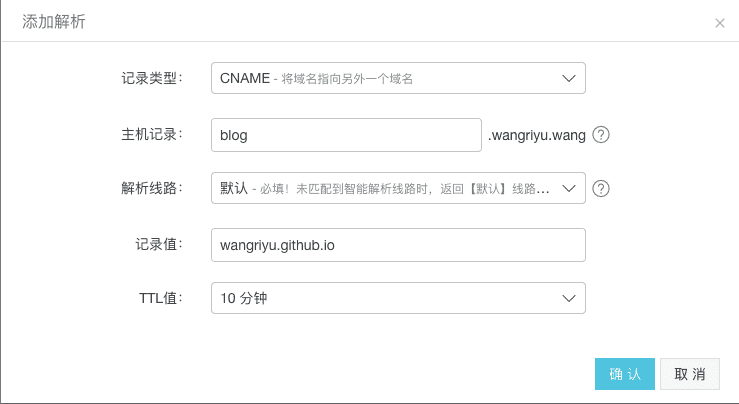 添加解析 ×
记录类型： CNAME - 将域名指向另外一个域名
主机记录： blog .wangriyu.wang ?
解析线路： 默认 - 必填！未匹配到智能解析线路时，返回【默认】线路... ?
记录值： wangriyu.github.io
TTL值： 10 分钟
确 认 取 消